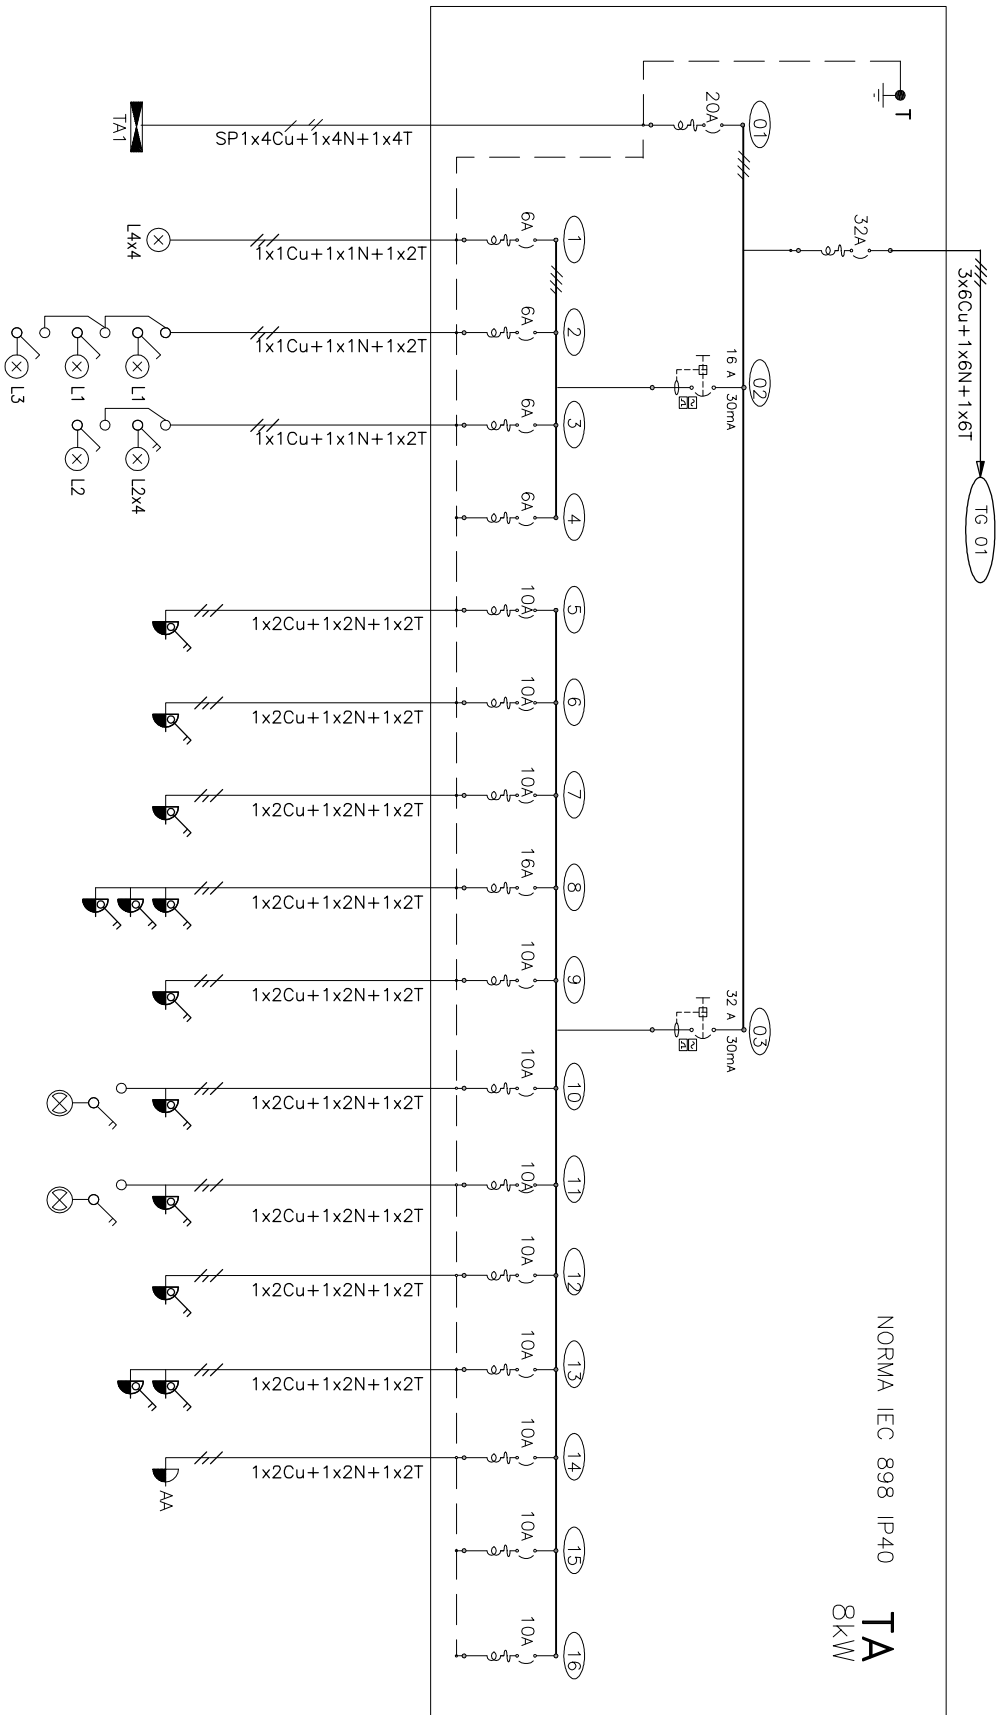 TA
8kW
NORMA IEC 898 IP40
TG 01
3x6Cu+1x6N+1x6T
32A
T
01
20A
SP1x4Cu+1x4N+1x4T
TA1
02
16 A 30mA
03
32 A 30mA
1
6A
1x1Cu+1x1N+1x2T
L4x4
2
6A
1x1Cu+1x1N+1x2T
L1
L1
L3
3
6A
1x1Cu+1x1N+1x2T
L2x4
L2
4
6A
5
10A
1x2Cu+1x2N+1x2T
6
10A
1x2Cu+1x2N+1x2T
7
10A
1x2Cu+1x2N+1x2T
8
16A
1x2Cu+1x2N+1x2T
9
10A
1x2Cu+1x2N+1x2T
10
10A
1x2Cu+1x2N+1x2T
11
10A
1x2Cu+1x2N+1x2T
12
10A
1x2Cu+1x2N+1x2T
13
10A
1x2Cu+1x2N+1x2T
14
10A
1x2Cu+1x2N+1x2T
AA
15
10A
16
10A